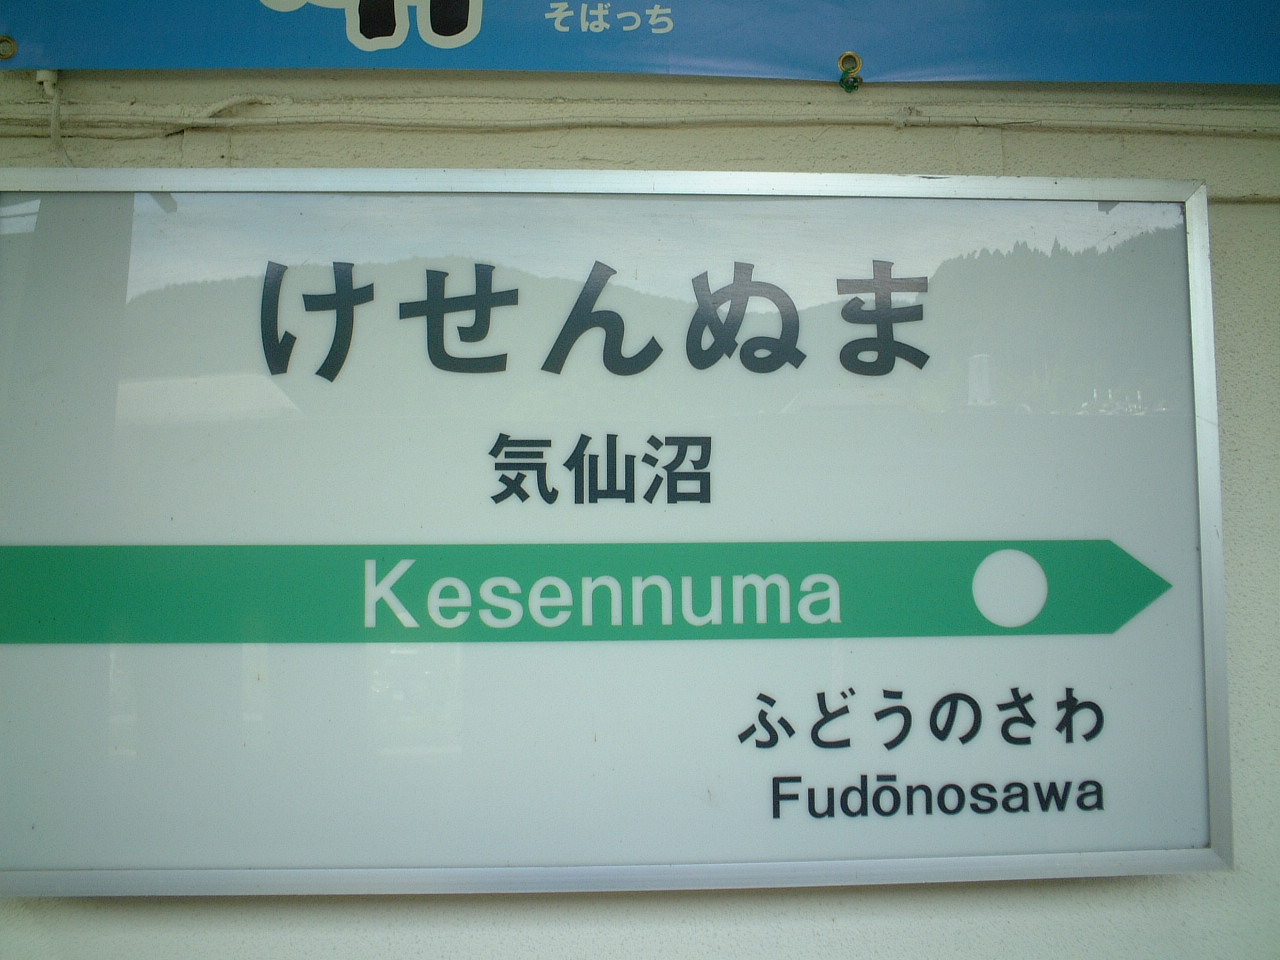 そばっち
けせんぬま
気仙沼
Kesennuma
ふどうのさわ
Fudōnosawa